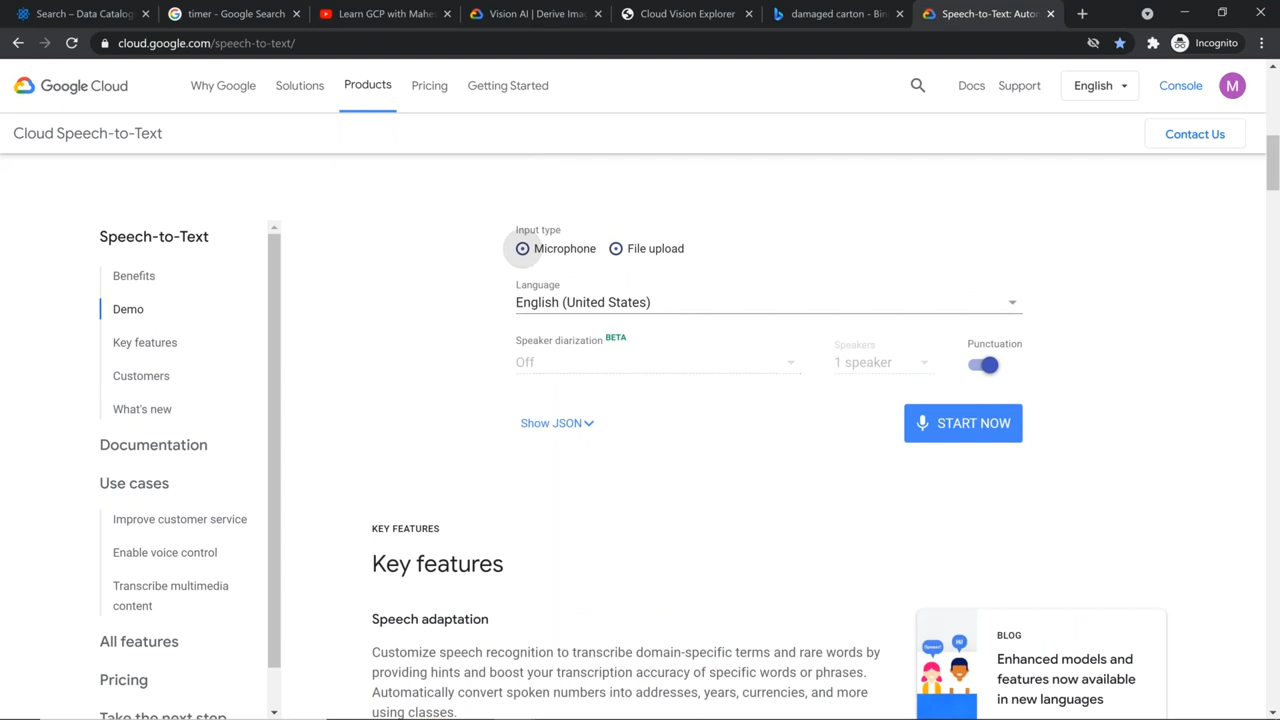 Search – Data Catalog
timer - Google Search
Learn GCP with Mahes
Vision AI | Derive Ima
Cloud Vision Explorer
damaged carton - Bin
Speech-to-Text: Auto
cloud.google.com/speech-to-text/
Incognito
Google Cloud
Why Google
Solutions
Products
Pricing
Getting Started
Docs
Support
English
Console
M
Cloud Speech-to-Text
Contact Us
Speech-to-Text
Benefits
Demo
Key features
Customers
What's new
Documentation
Use cases
Improve customer service
Enable voice control
Transcribe multimedia
content
All features
Pricing
Take the next step
Input type
Microphone
File upload
Language
English (United States)
Speaker diarization BETA
Off
Speakers
1 speaker
Punctuation
Show JSON
START NOW
KEY FEATURES
Key features
Speech adaptation
Customize speech recognition to transcribe domain-specific terms and rare words by
providing hints and boost your transcription accuracy of specific words or phrases.
Automatically convert spoken numbers into addresses, years, currencies, and more
using classes.
Hi!
BLOG
Enhanced models and
features now available
in new languages